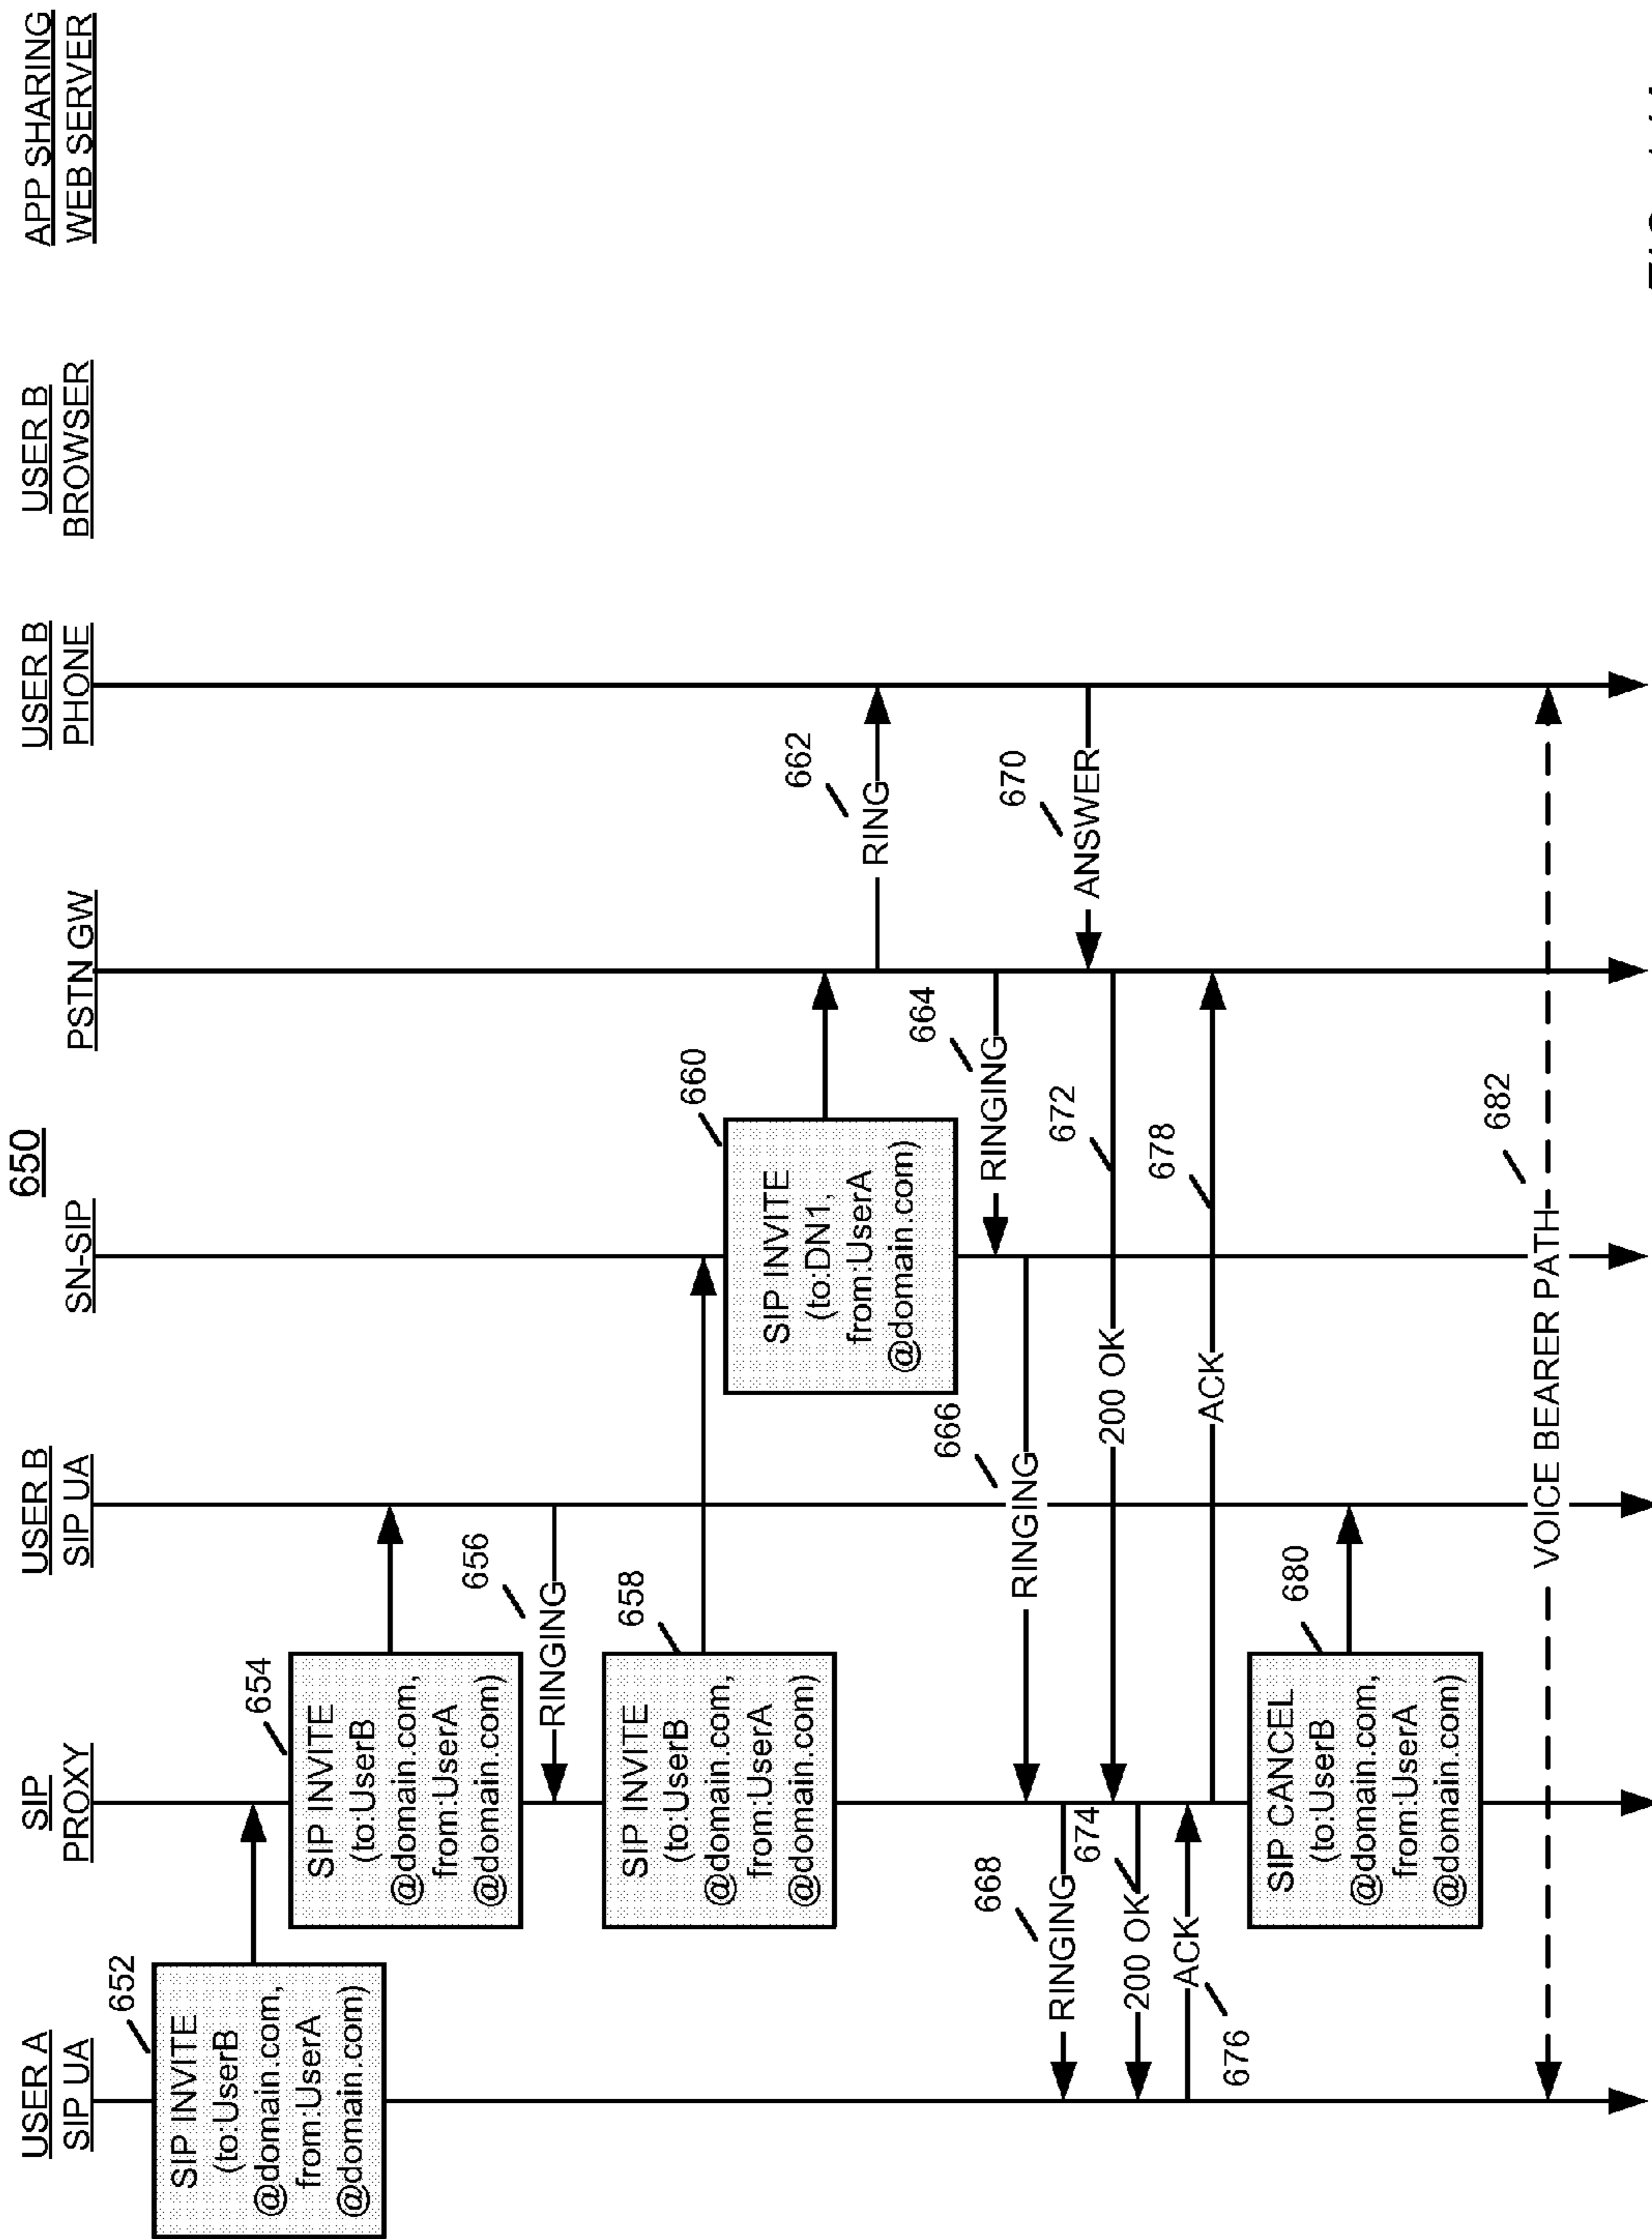 650
USER A
SIP UA
SIP
PROXY
USER B
SIP UA
SN-SIP
PSTN GW
USER B
PHONE
USER B
BROWSER
APP SHARING
WEB SERVER
652
SIP INVITE
(to:UserB
@domain.com,
from:UserA
@domain.com)
654
SIP INVITE
(to:UserB
@domain.com,
from:UserA
@domain.com)
656
RINGING
658
SIP INVITE
(to:UserB
@domain.com,
from:UserA
@domain.com)
660
SIP INVITE
(to:DN1,
from:UserA
@domain.com)
662
RING
664
RINGING
666
RINGING
668
RINGING
670
ANSWER
672
200 OK
674
200 OK
676
ACK
678
ACK
680
SIP CANCEL
(to:UserB
@domain.com,
from:UserA
@domain.com)
682
VOICE BEARER PATH